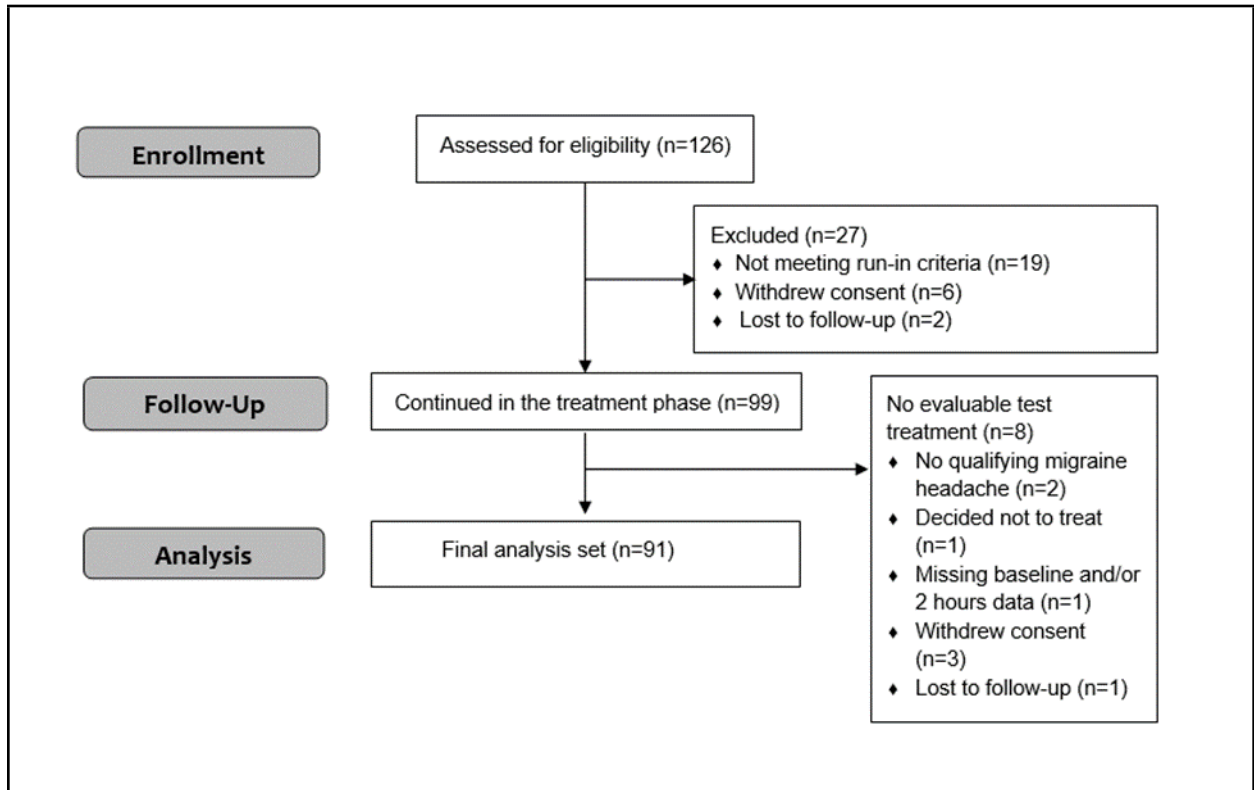 Enrollment
Assessed for eligibility (n=126)
Excluded (n=27)
♦ Not meeting run-in criteria (n=19)
♦ Withdrew consent (n=6)
♦ Lost to follow-up (n=2)
Follow-Up
Continued in the treatment phase (n=99)
No evaluable test
treatment (n=8)
♦ No qualifying migraine
headache (n=2)
♦ Decided not to treat
(n=1)
♦ Missing baseline and/or
2 hours data (n=1)
♦ Withdrew consent
(n=3)
♦ Lost to follow-up (n=1)
Analysis
Final analysis set (n=91)